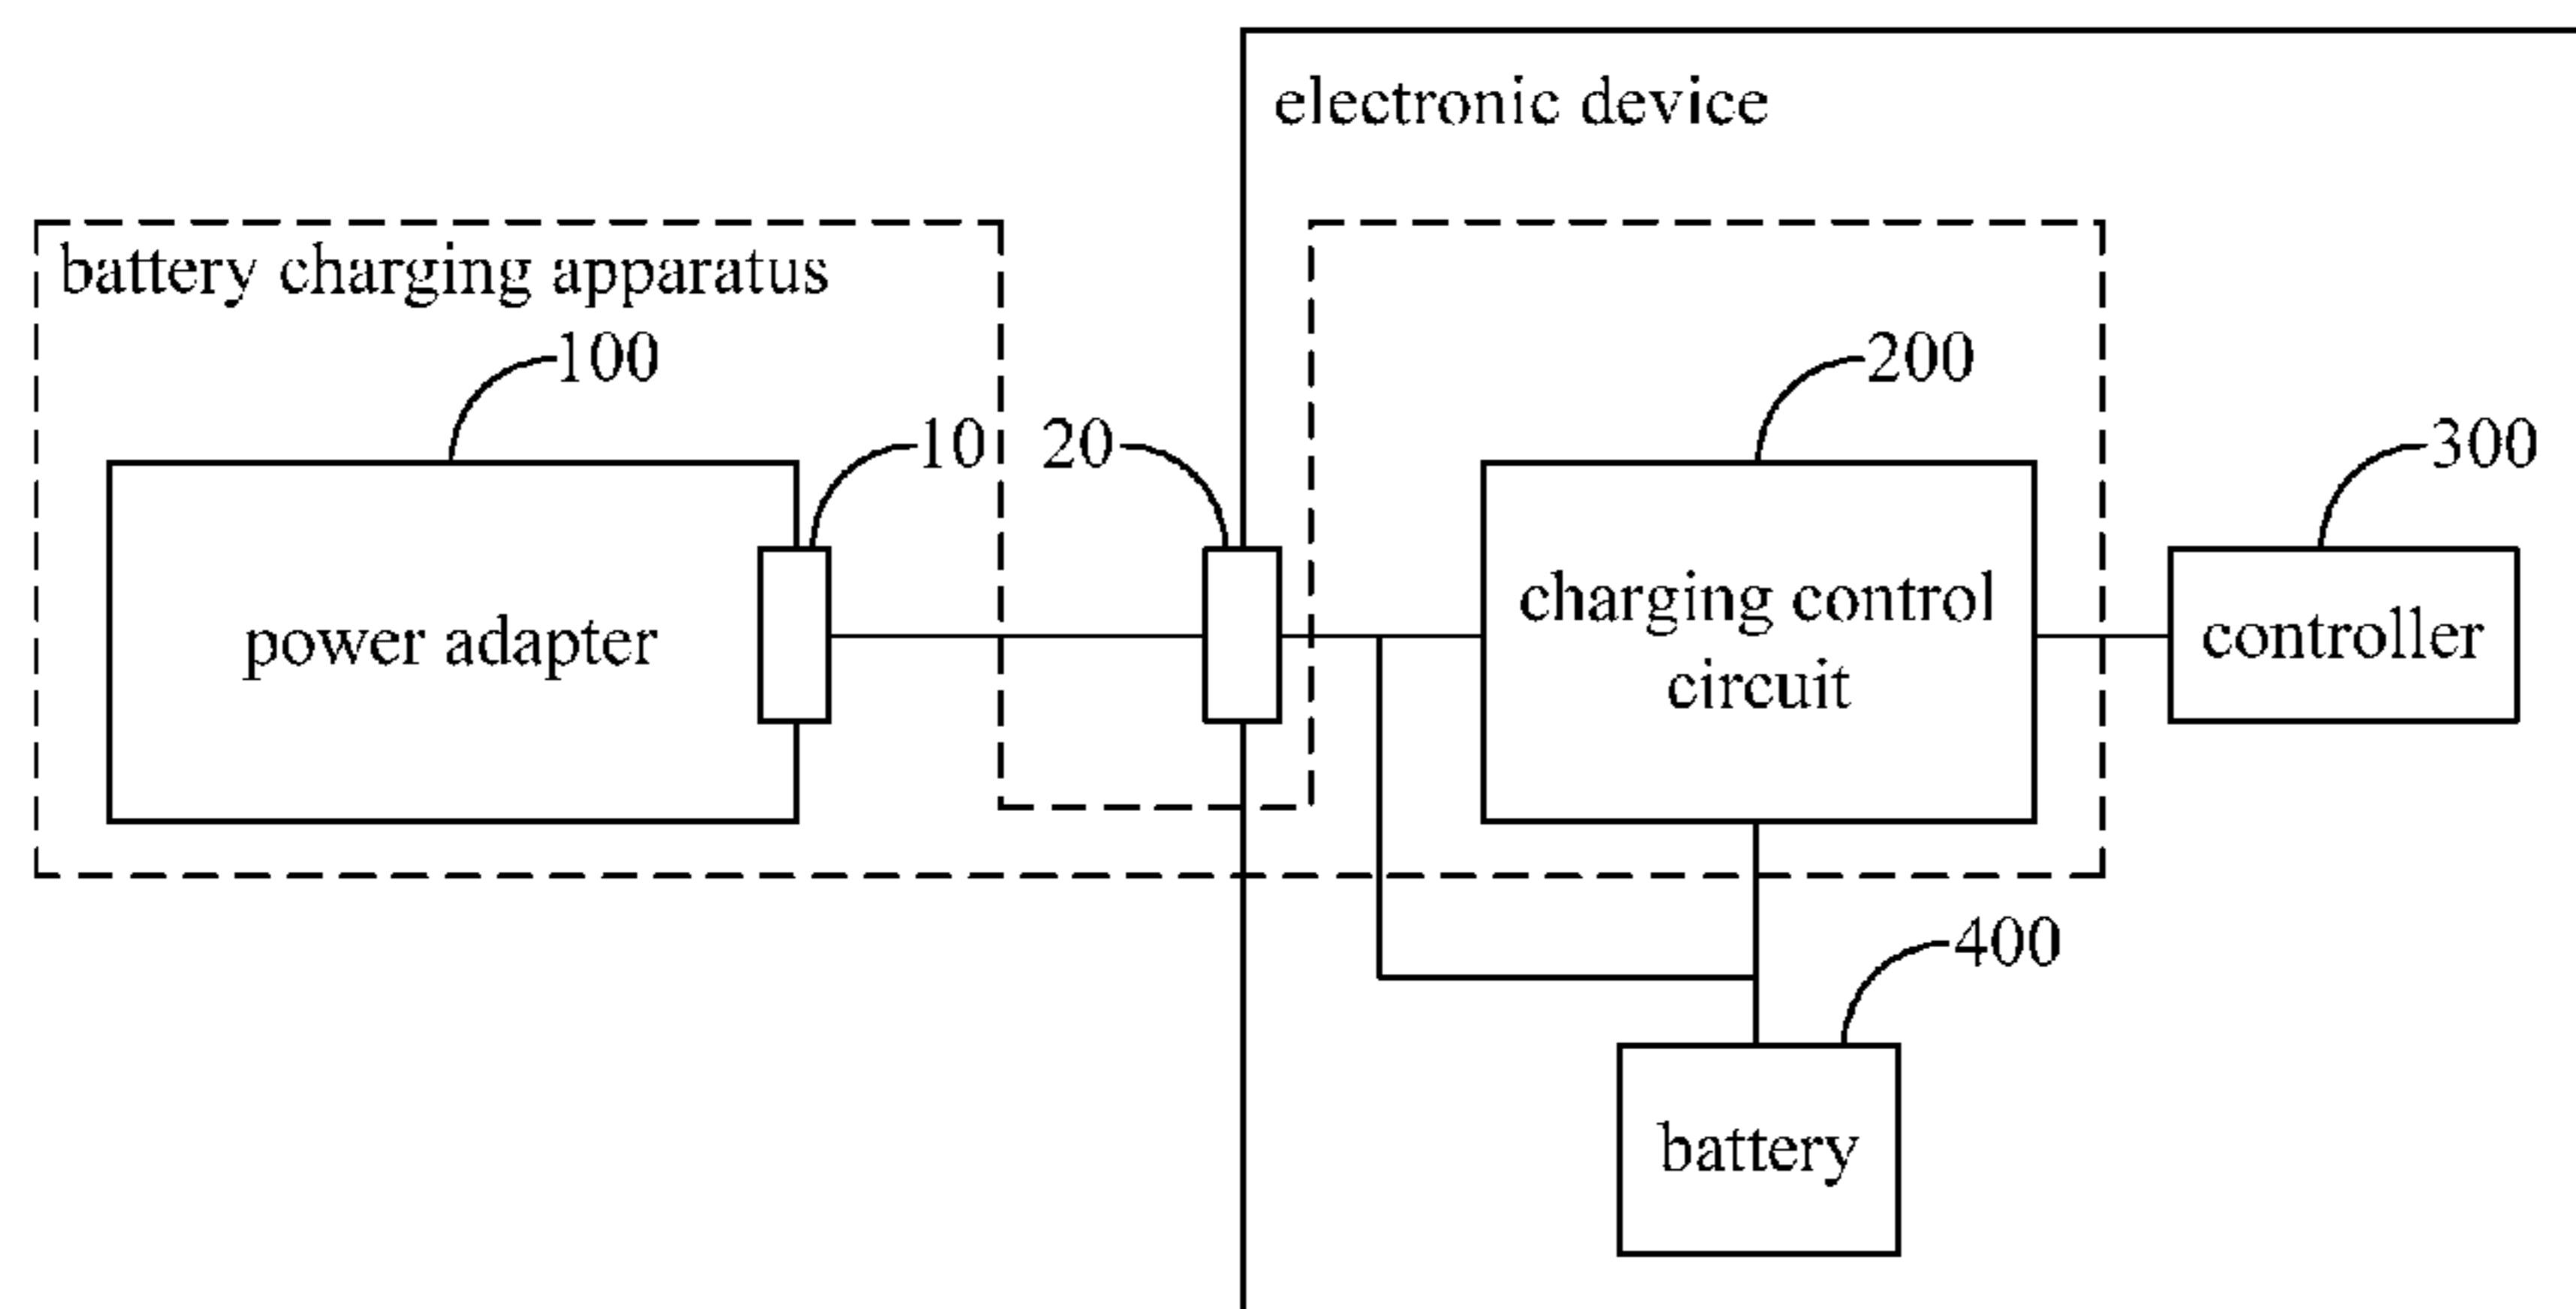 electronic device
battery charging apparatus
100
200
10
20
300
power adapter
charging control
circuit
controller
400
battery